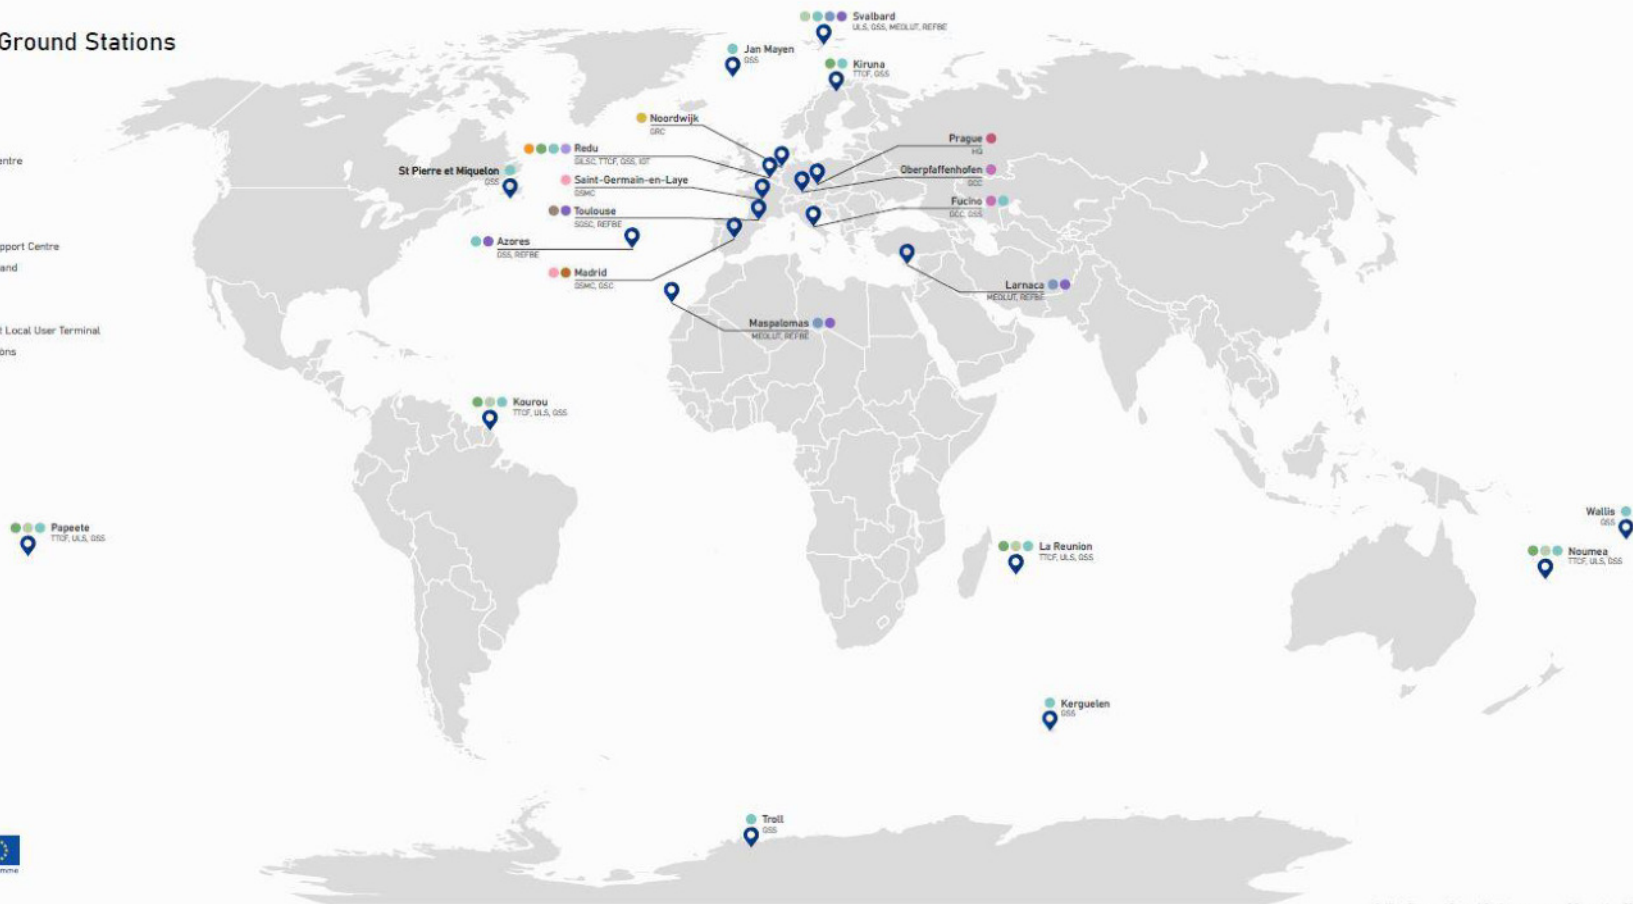 Ground Stations
entre
pport Centre
and
t Local User Terminal
ons
Svalbard
ULS, GSS, MEOLUT, REFBE
Jan Mayen
GSS
Kiruna
TTCF, GSS
Noordwijk
GRC
Prague
HQ
Redu
GILSC, TTCF, GSS, IOT
Oberpfaffenhofen
GCC
St Pierre et Miquelon
GSS
Saint-Germain-en-Laye
GSMC
Fucino
GCC, GSS
Toulouse
SGSC, REFBE
Azores
GSS, REFBE
Madrid
GSMC, GSC
Larnaca
MEOLUT, REFBE
Maspalomas
MEOLUT, REFBE
Kourou
TTCF, ULS, GSS
Papeete
TTCF, ULS, GSS
Wallis
GSS
La Reunion
TTCF, ULS, GSS
Noumea
TTCF, ULS, GSS
Kerguelen
GSS
Troll
GSS
mme